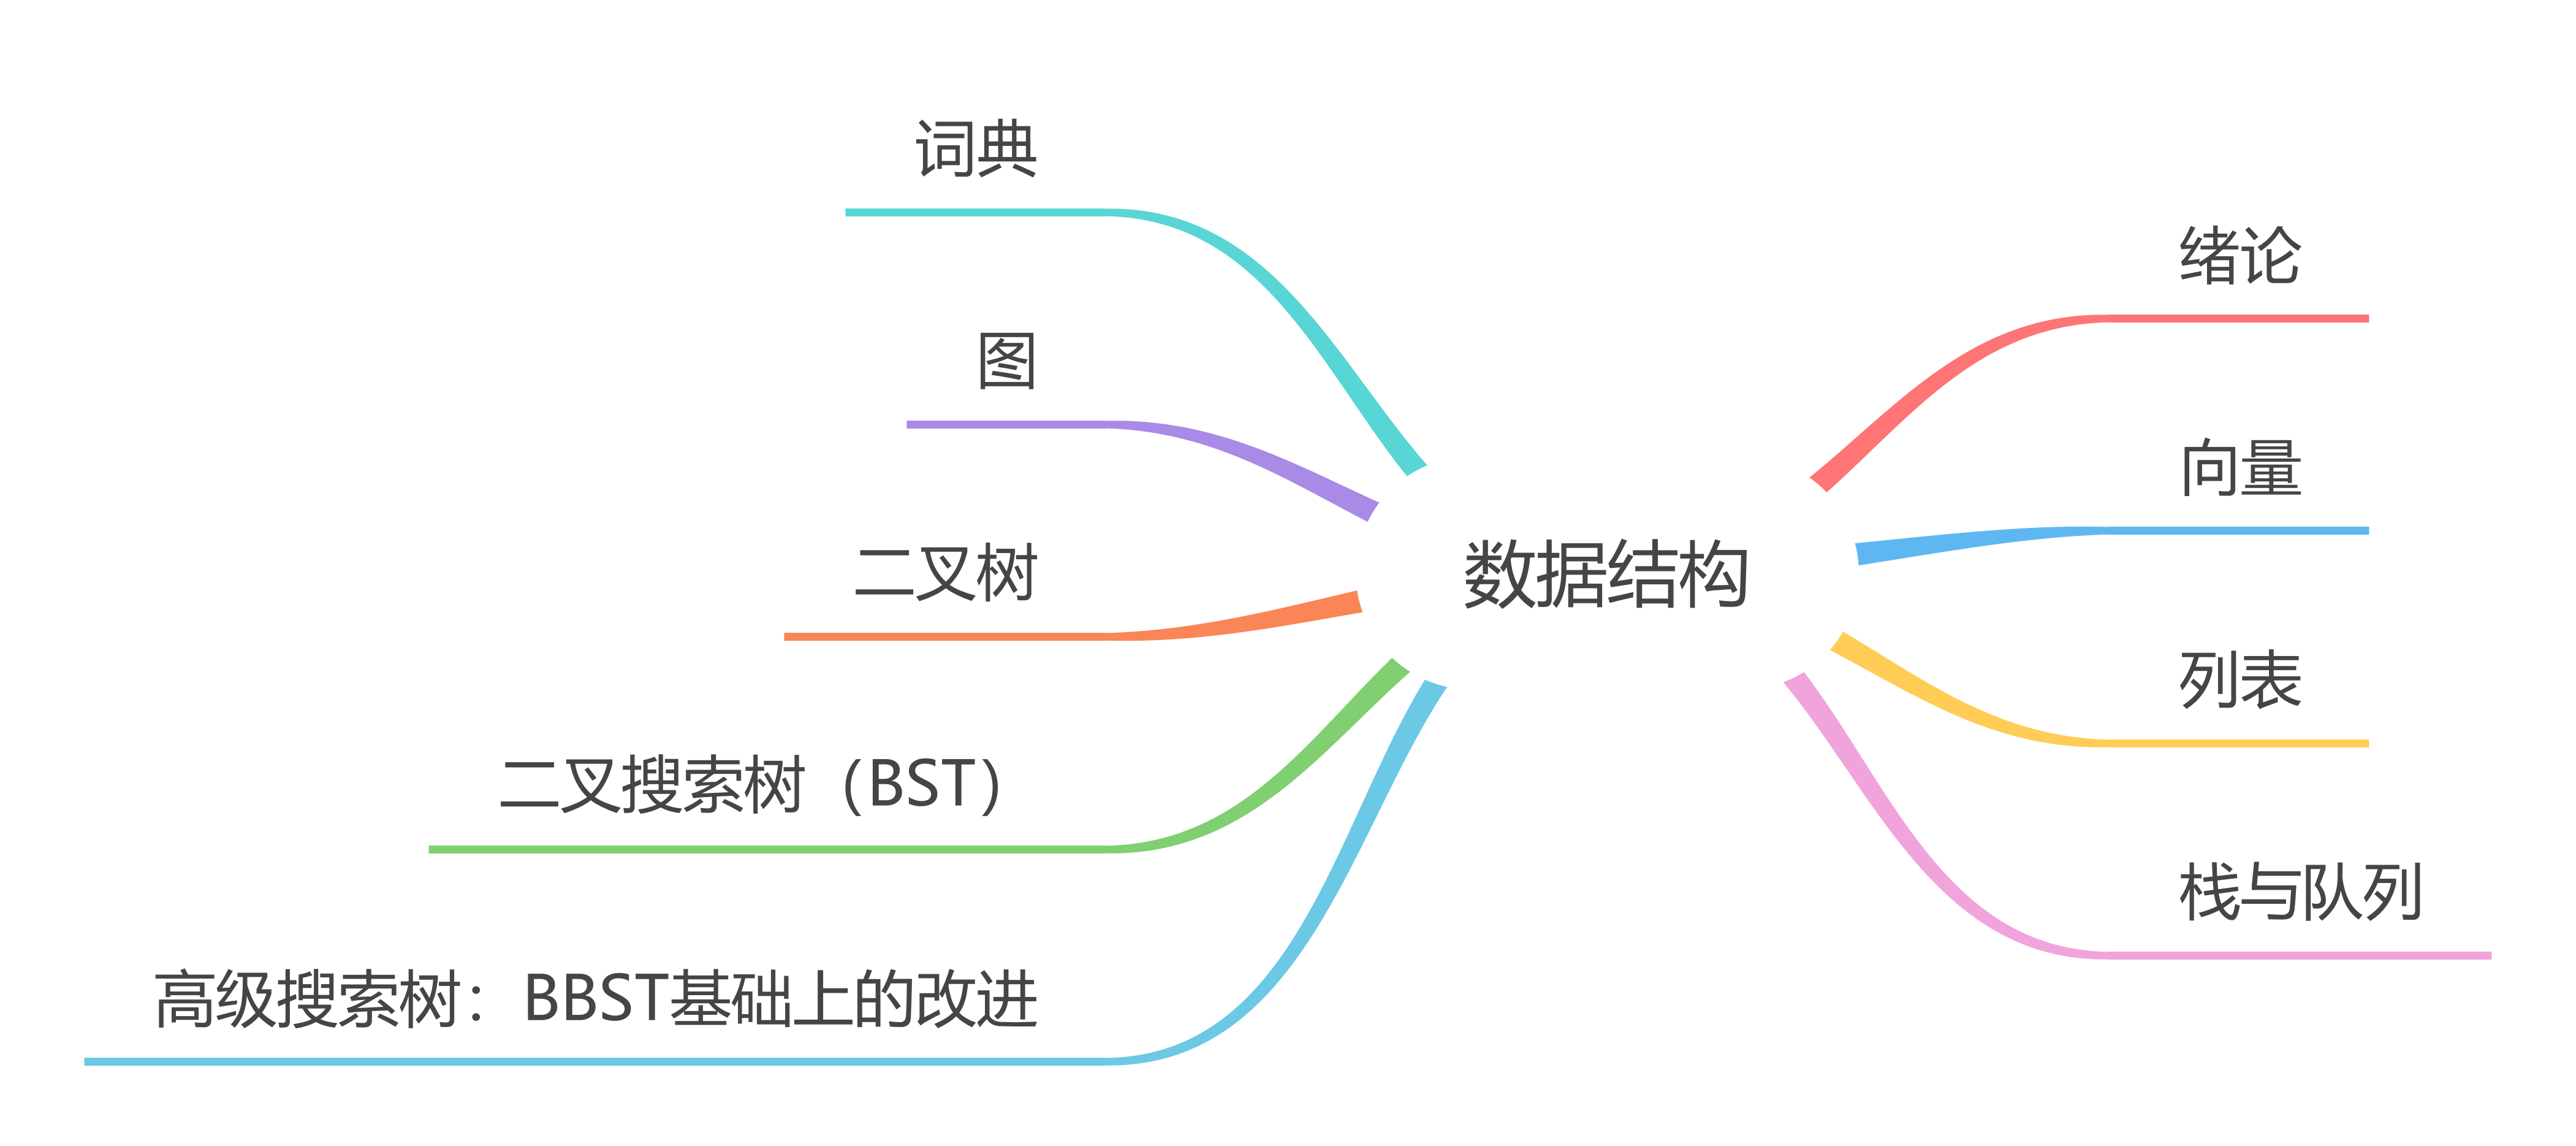 词典
图
二叉树
二叉搜索树（BST）
高级搜索树：BBST基础上的改进
数据结构
绪论
向量
列表
栈与队列